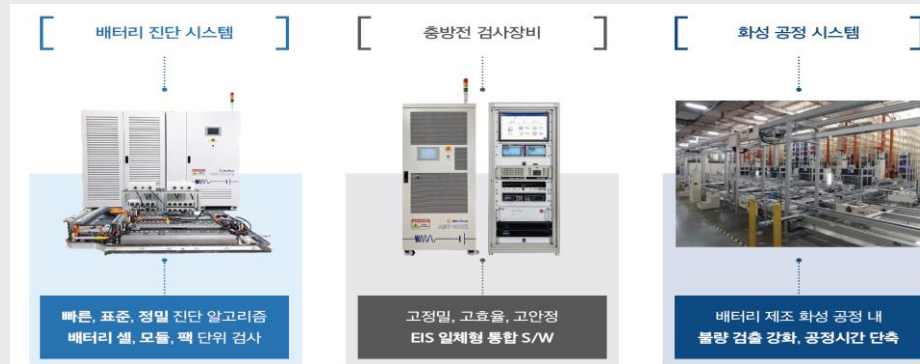 배터리 진단 시스템
충방전 검사장비
화성 공정 시스템
빠른, 표준, 정밀 진단 알고리즘
배터리 셀, 모듈, 팩 단위 검사
고정밀, 고효율, 고안정
EIS 일체형 통합 S/W
배터리 제조 화성 공정 내
불량 검출 강화, 공정시간 단축